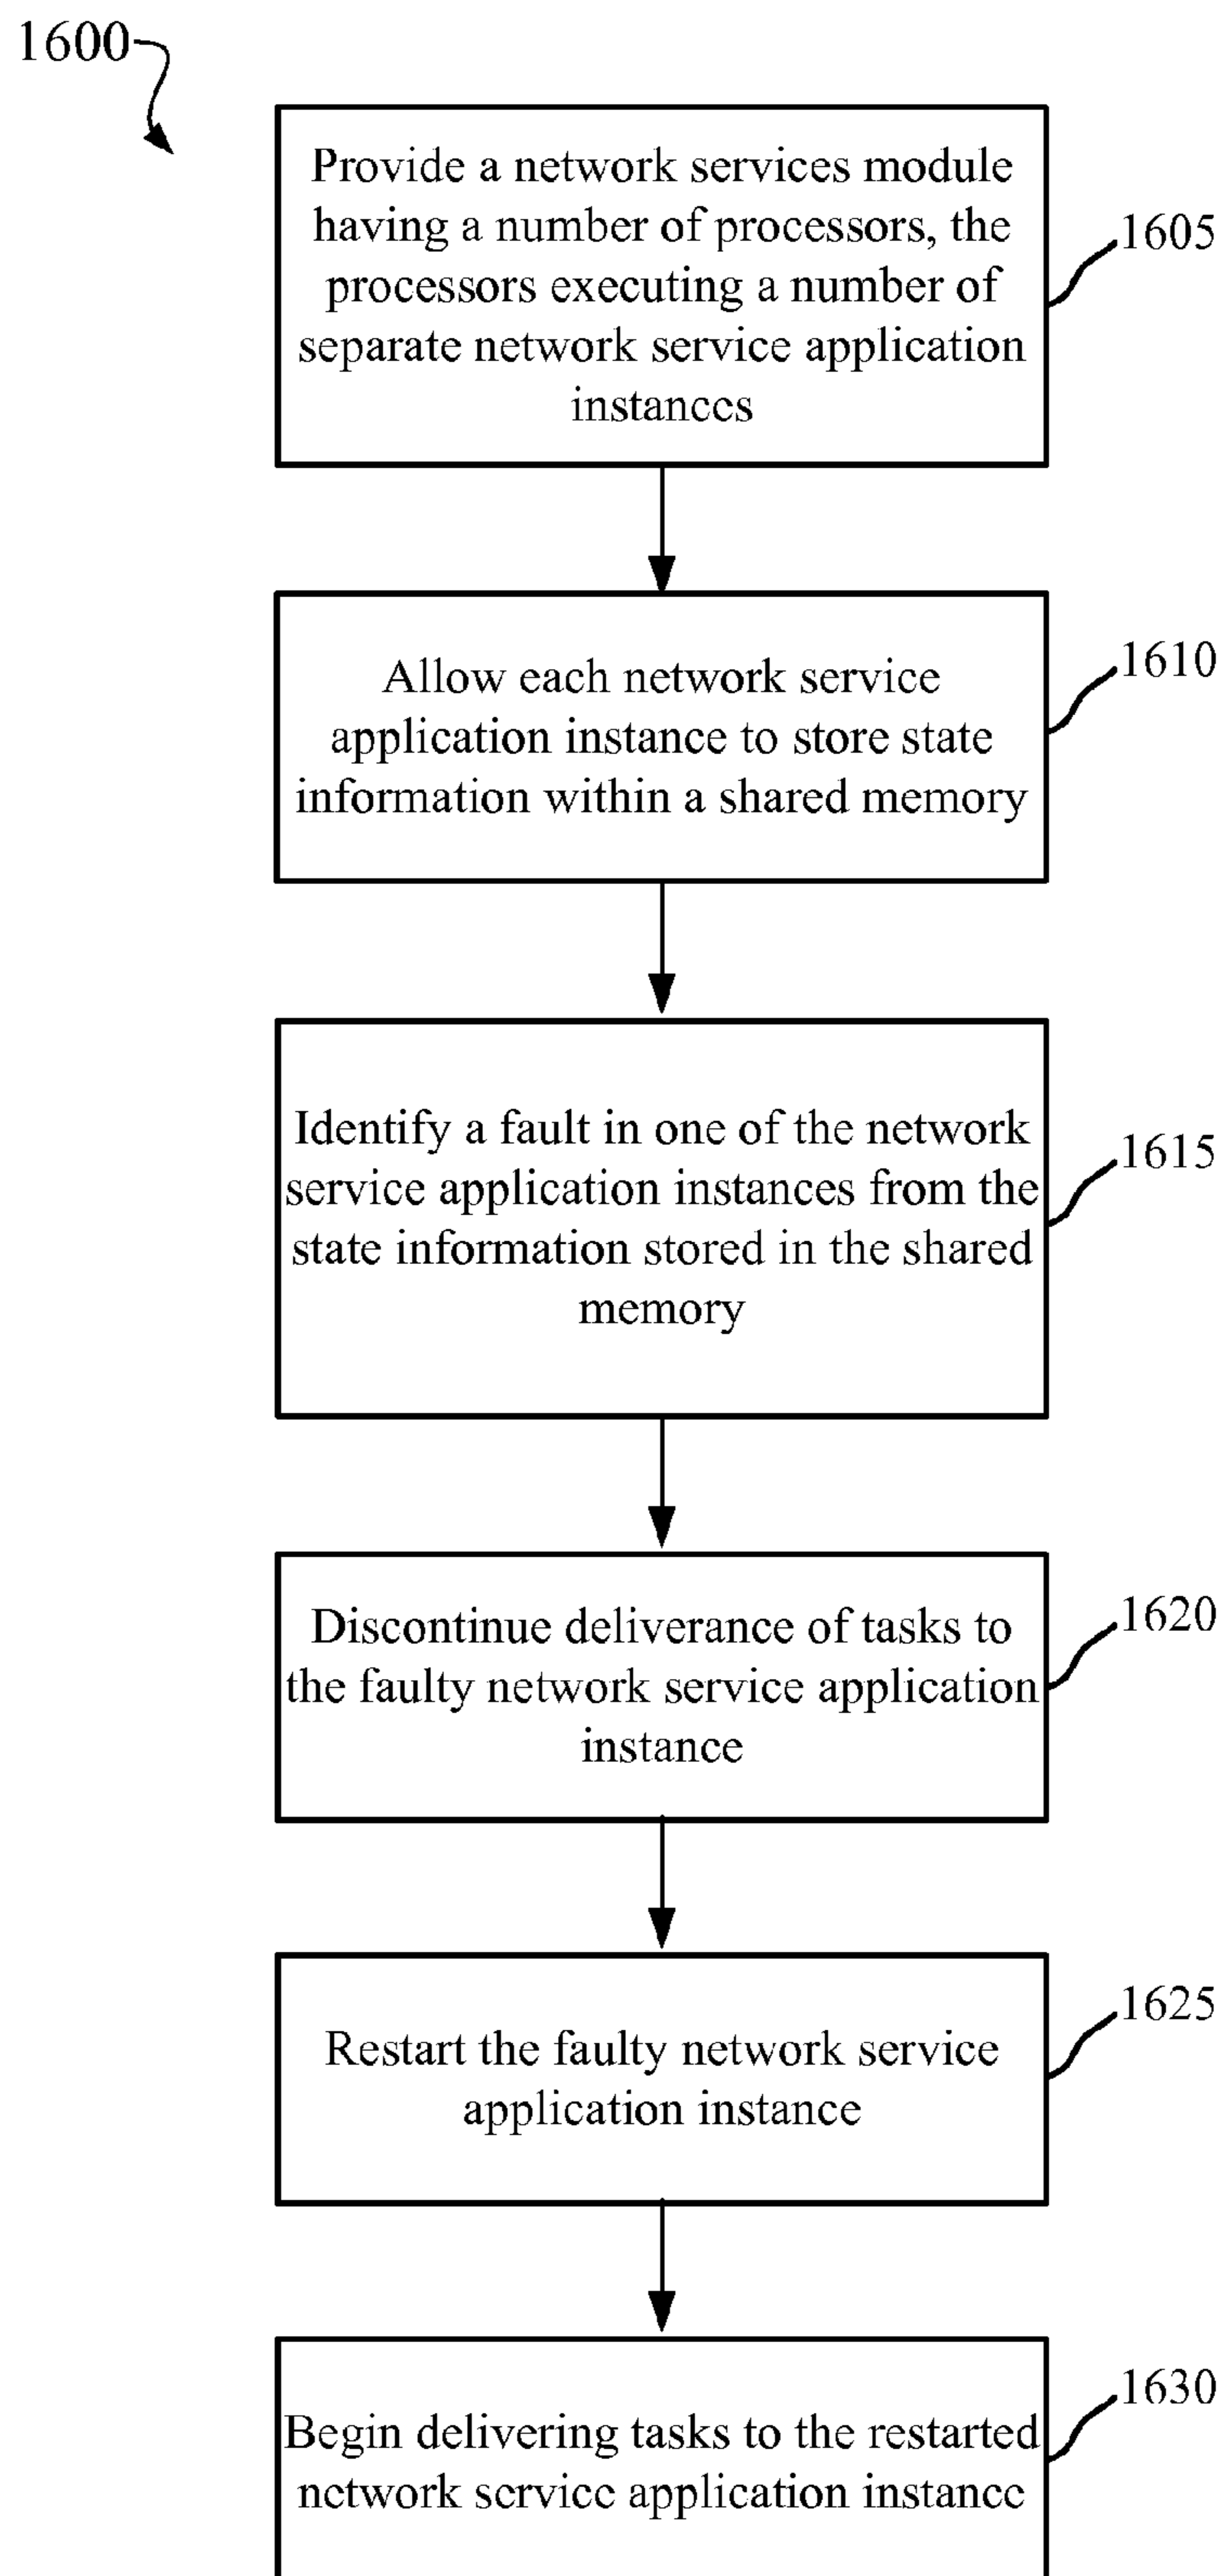 1600
Provide a network services module
having a number of processors, the
processors executing a number of
separate network service application
instances
1605
Allow each network service
application instance to store state
information within a shared memory
1610
Identify a fault in one of the network
service application instances from the
state information stored in the shared
memory
1615
Discontinue deliverance of tasks to
the faulty network service application
instance
1620
Restart the faulty network service
application instance
1625
Begin delivering tasks to the restarted
network service application instance
1630